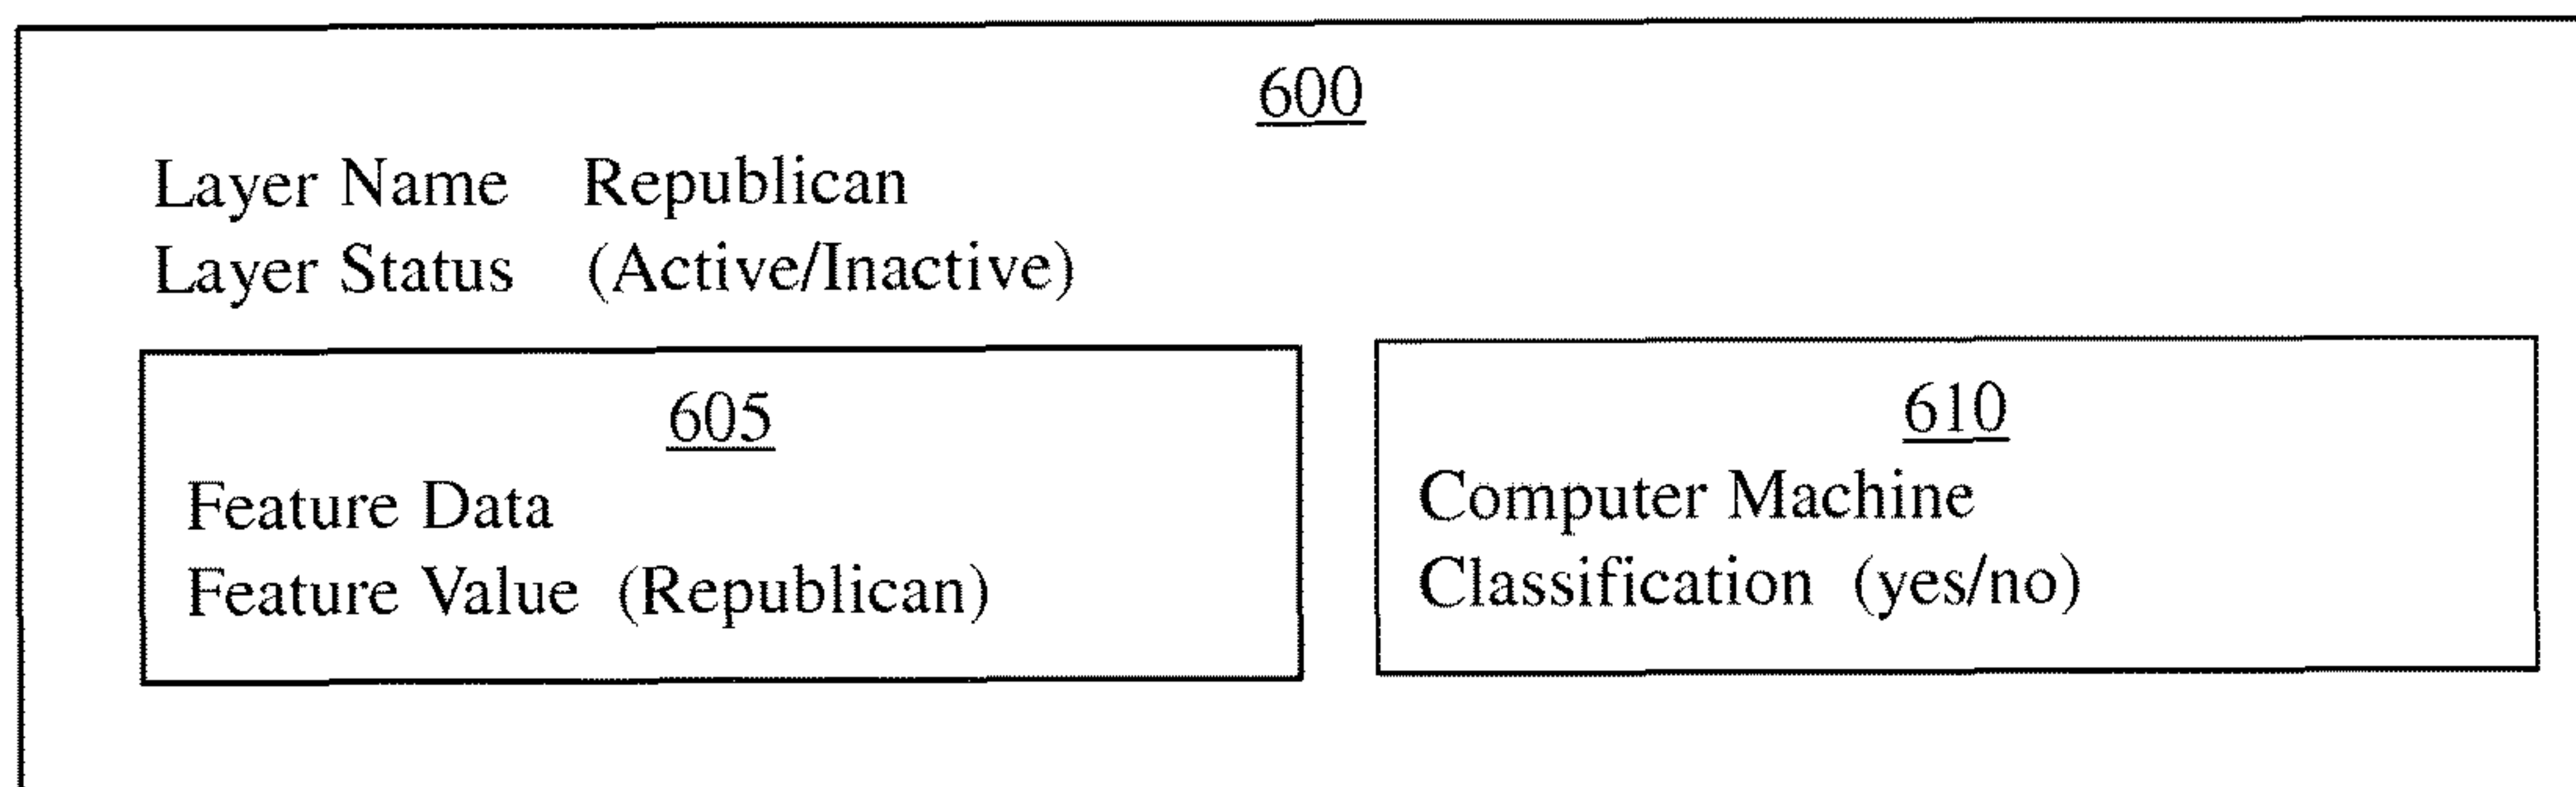 600
Layer Name Republican
Layer Status (Active/Inactive)
605
Feature Data
Feature Value (Republican)
610
Computer Machine
Classification (yes/no)